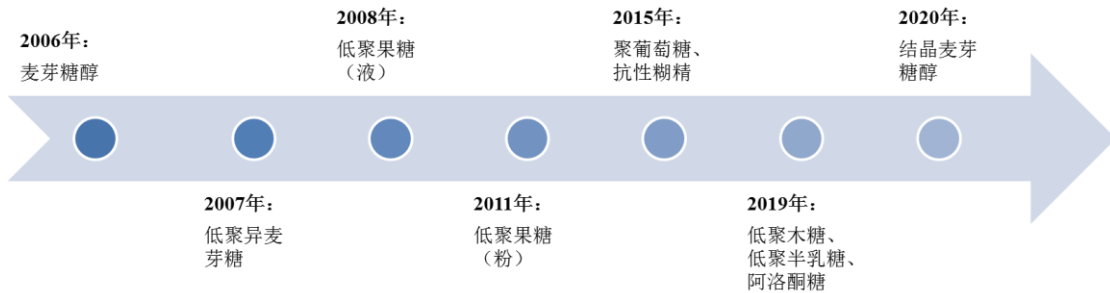 2006年：
麦芽糖醇
2007年：
低聚异麦
芽糖
2008年：
低聚果糖
（液）
2011年：
低聚果糖
（粉）
2015年：
聚葡萄糖、
抗性糊精
2019年：
低聚木糖、
低聚半乳糖、
阿洛酮糖
2020年：
结晶麦芽
糖醇